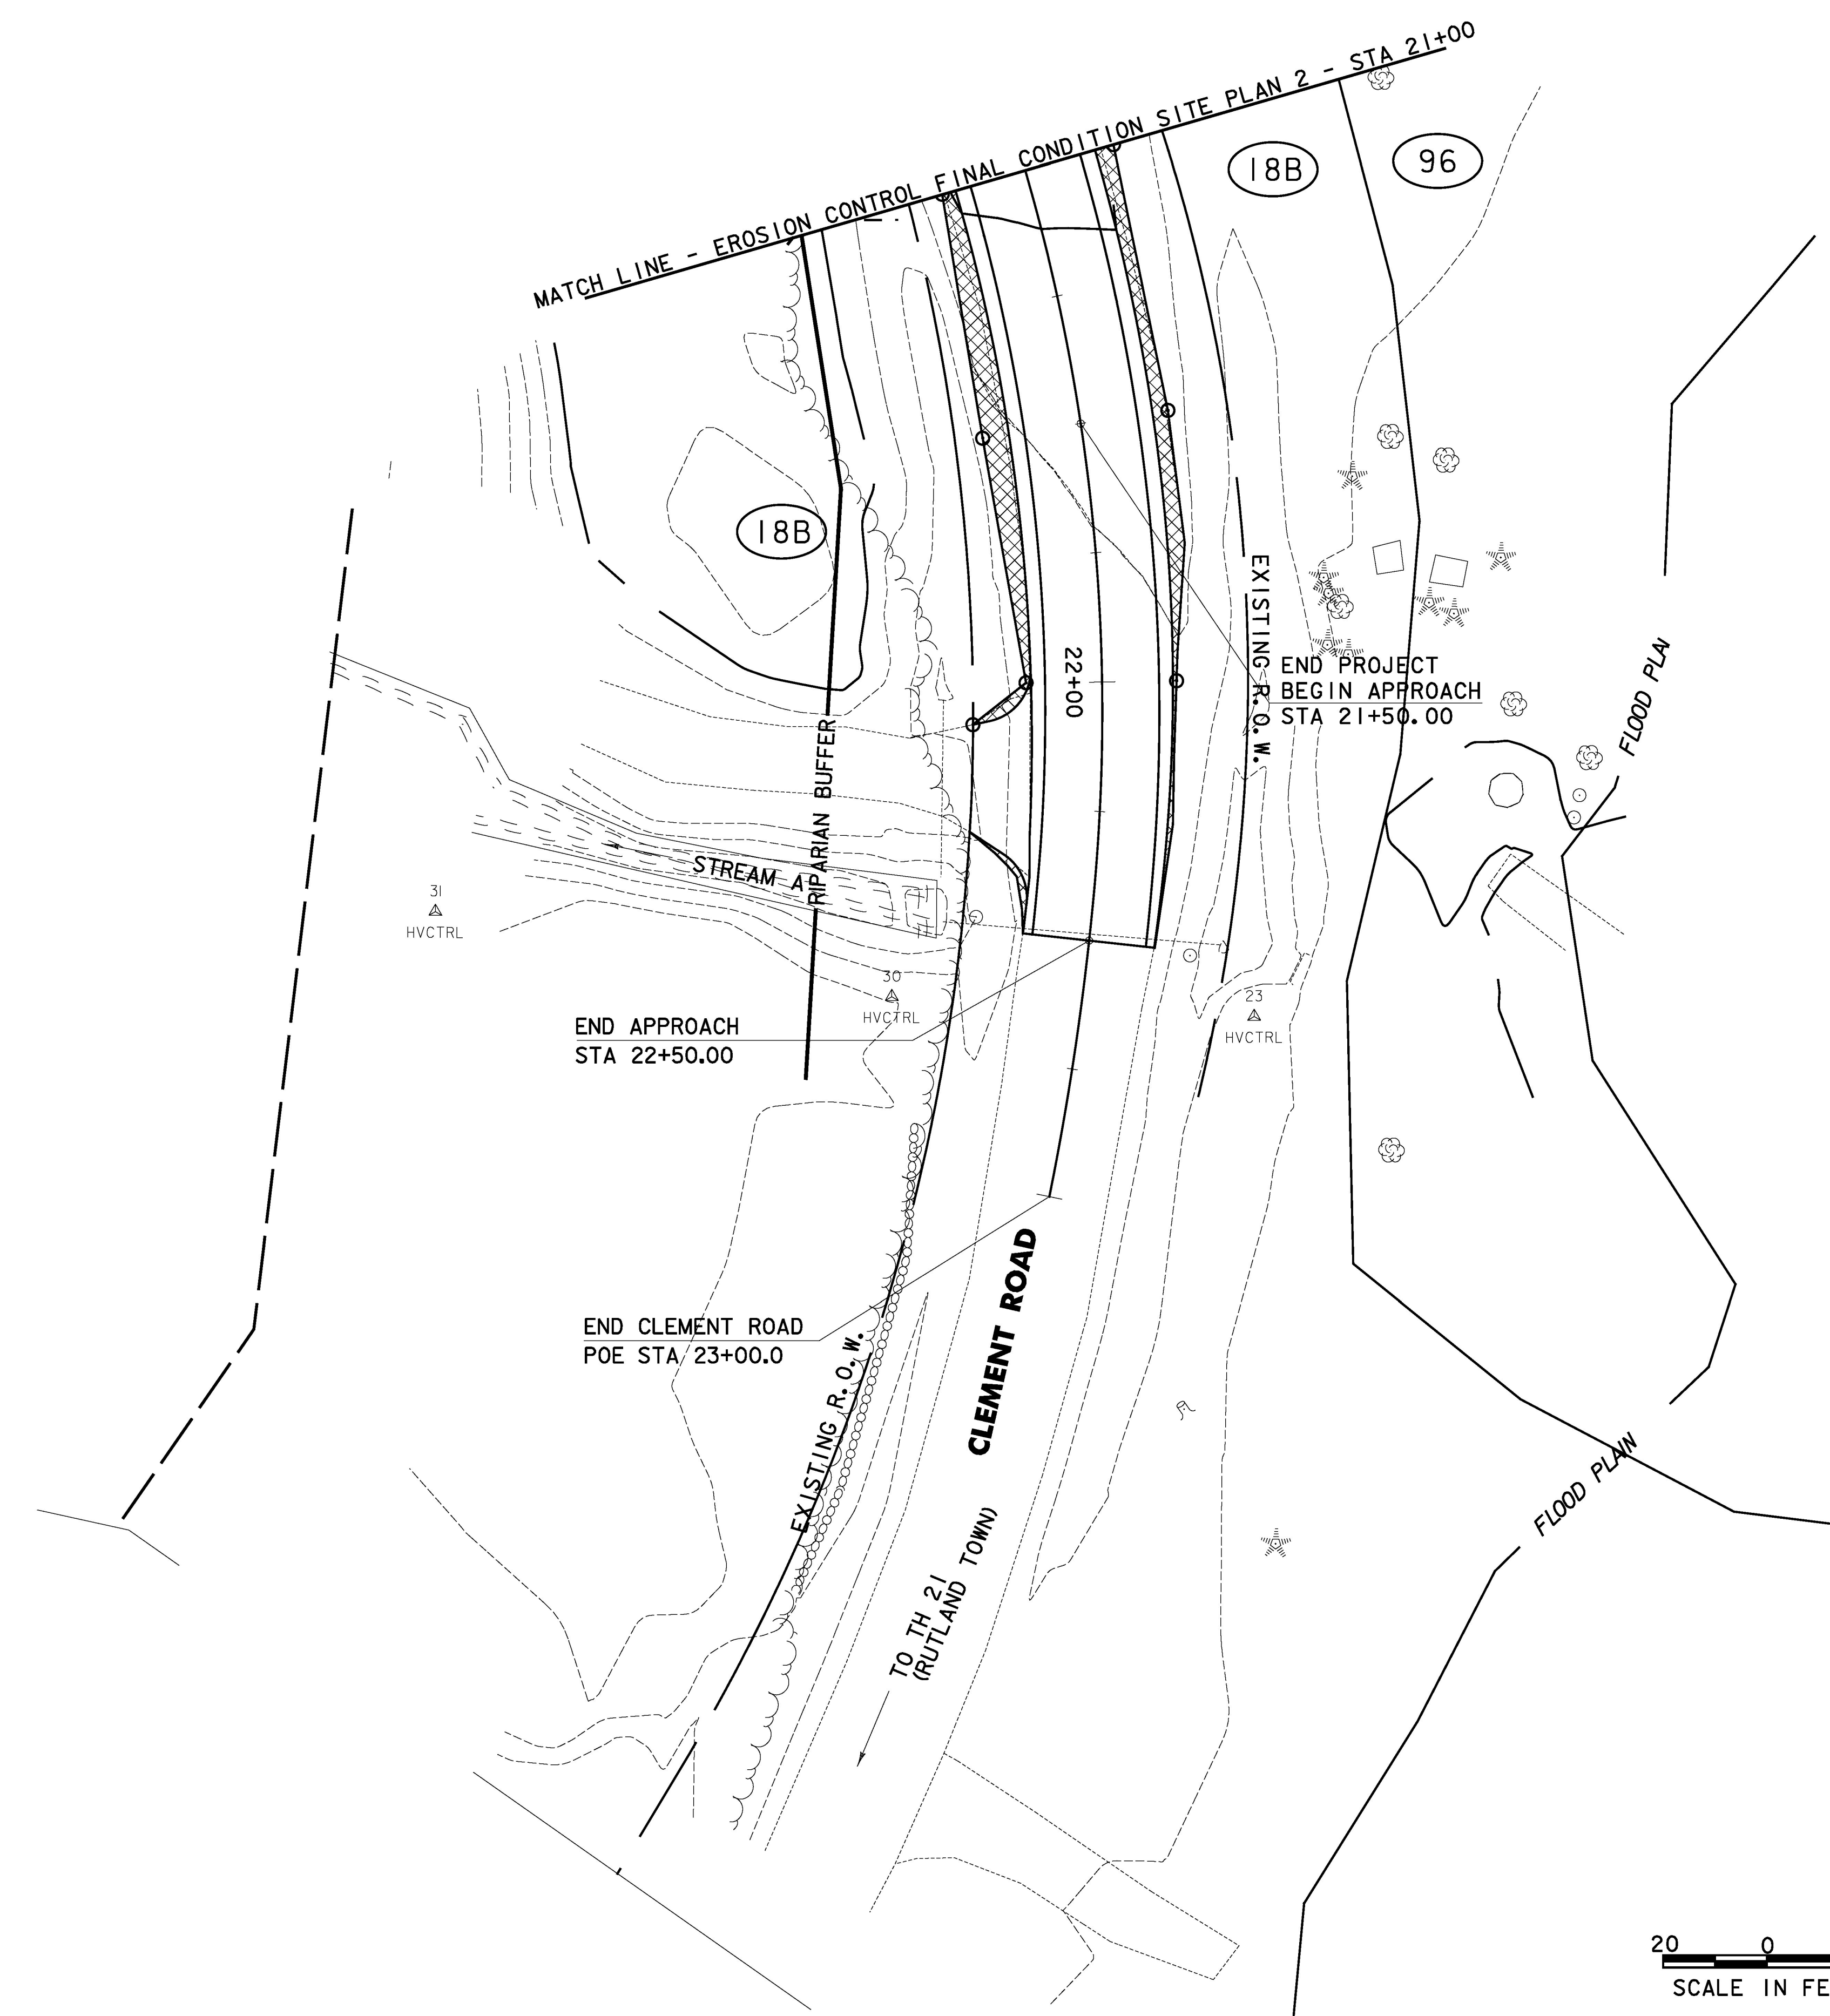 MATCH LINE - EROSION CONTROL FINAL CONDITION SITE PLAN 2 - STA 21+00
18B
96
18B
EXISTING R.O.W.
22+00
END PROJECT
BEGIN APPROACH
STA 21+50.00
FLOOD PLAI
RIPARIAN BUFFER
STREAM A
31
HVCTRL
30
HVCTRL
23
HVCTRL
END APPROACH
STA 22+50.00
CLEMENT ROAD
END CLEMENT ROAD
POE STA 23+00.0
EXISTING R.O.W.
FLOOD PLAIN
TO TH 21
(RUTLAND TOWN)
20 0
SCALE IN FE